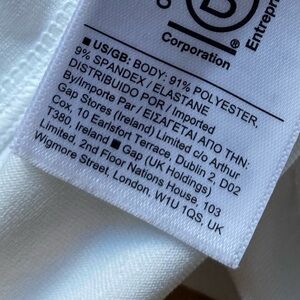 B
Corporation
■ US/GB: BODY: 91% POLYESTER,
9% SPANDEX / ELASTANE
DISTRIBUIDO POR / Imported
By/Importe Par / ΕΙΣΑΓΕΤΑΙ ΑΠΟ ΤΗΝ:
Gap Stores (Ireland) Limited c/o Arthur
Cox, 10 Earlsfort Terrace, Dublin 2, D02
T380, Ireland ■ Gap (UK Holdings)
Limited, 2nd Floor Nations House, 103
Wigmore Street, London, W1U 1QS, UK